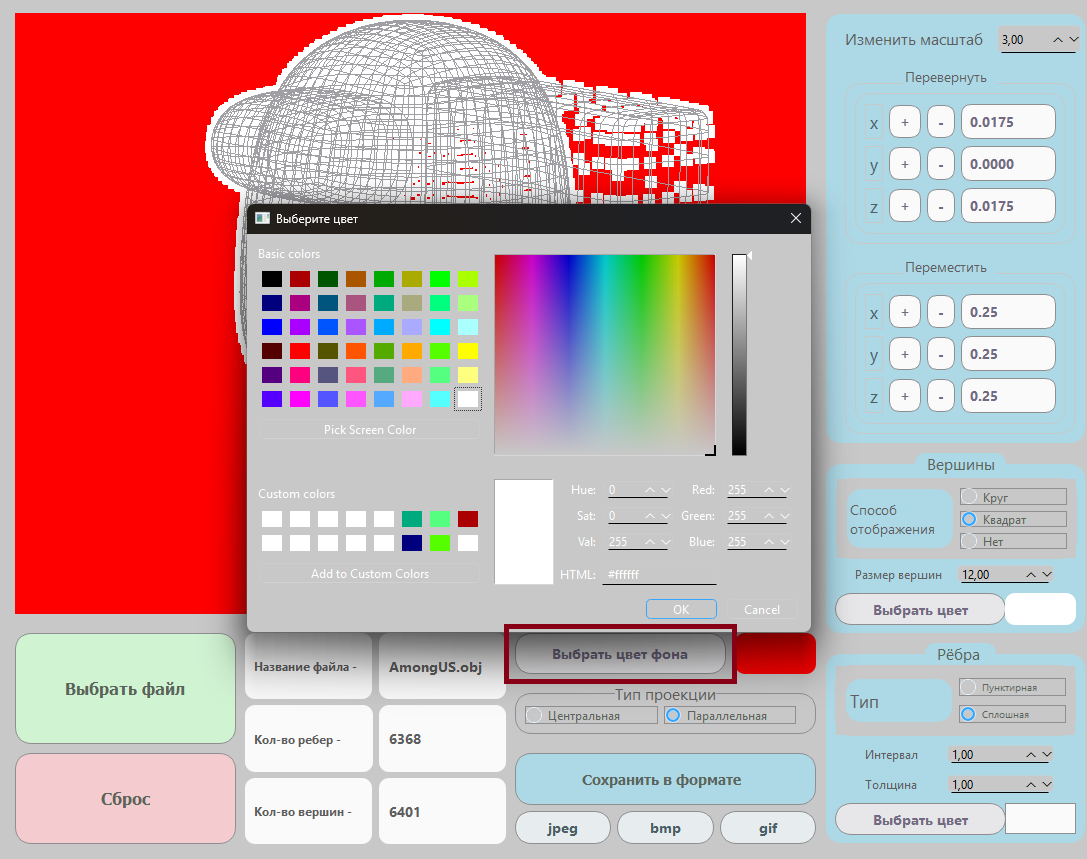 Изменить масштаб 3,00
Перевернуть
x + - 0.0175
y + - 0.0000
z + - 0.0175
Переместить
x + - 0.25
y + - 0.25
z + - 0.25
Выберите цвет
Basic colors
Pick Screen Color
Custom colors
Add to Custom Colors
Hue: 0 Red: 255
Sat: 0 Green: 255
Val: 255 Blue: 255
HTML: #ffffff
OK Cancel
Вершины
Способ
отображения
Круг
Квадрат
Нет
Размер вершин 12,00
Выбрать цвет
Рёбра
Тип
Пунктирная
Сплошная
Интервал 1,00
Толщина 1,00
Выбрать цвет
Выбрать файл
Сброс
Название файла - AmongUS.obj
Кол-во ребер - 6368
Кол-во вершин - 6401
Выбрать цвет фона
Тип проекции
Центральная Параллельная
Сохранить в формате
jpeg bmp gif